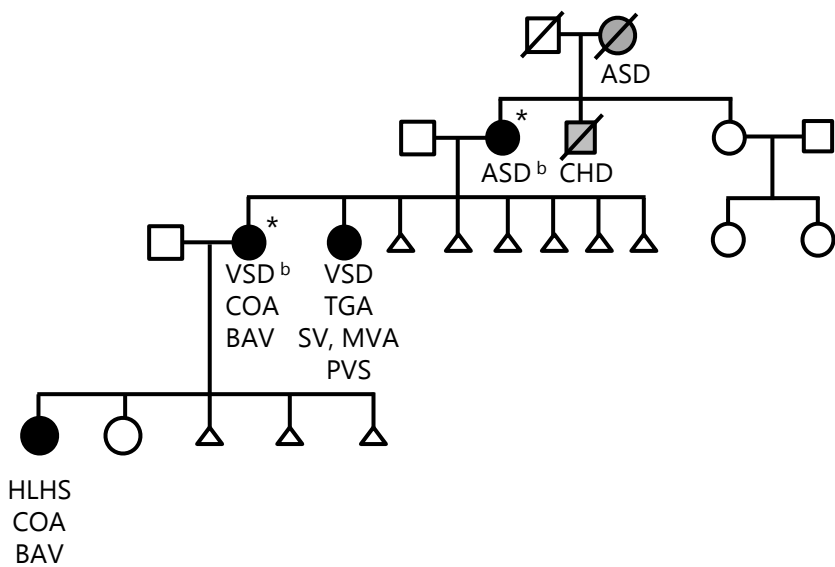 ASD
*
ASD ᵇ CHD
*
VSD ᵇ
COA
BAV
VSD
TGA
SV, MVA
PVS
HLHS
COA
BAV